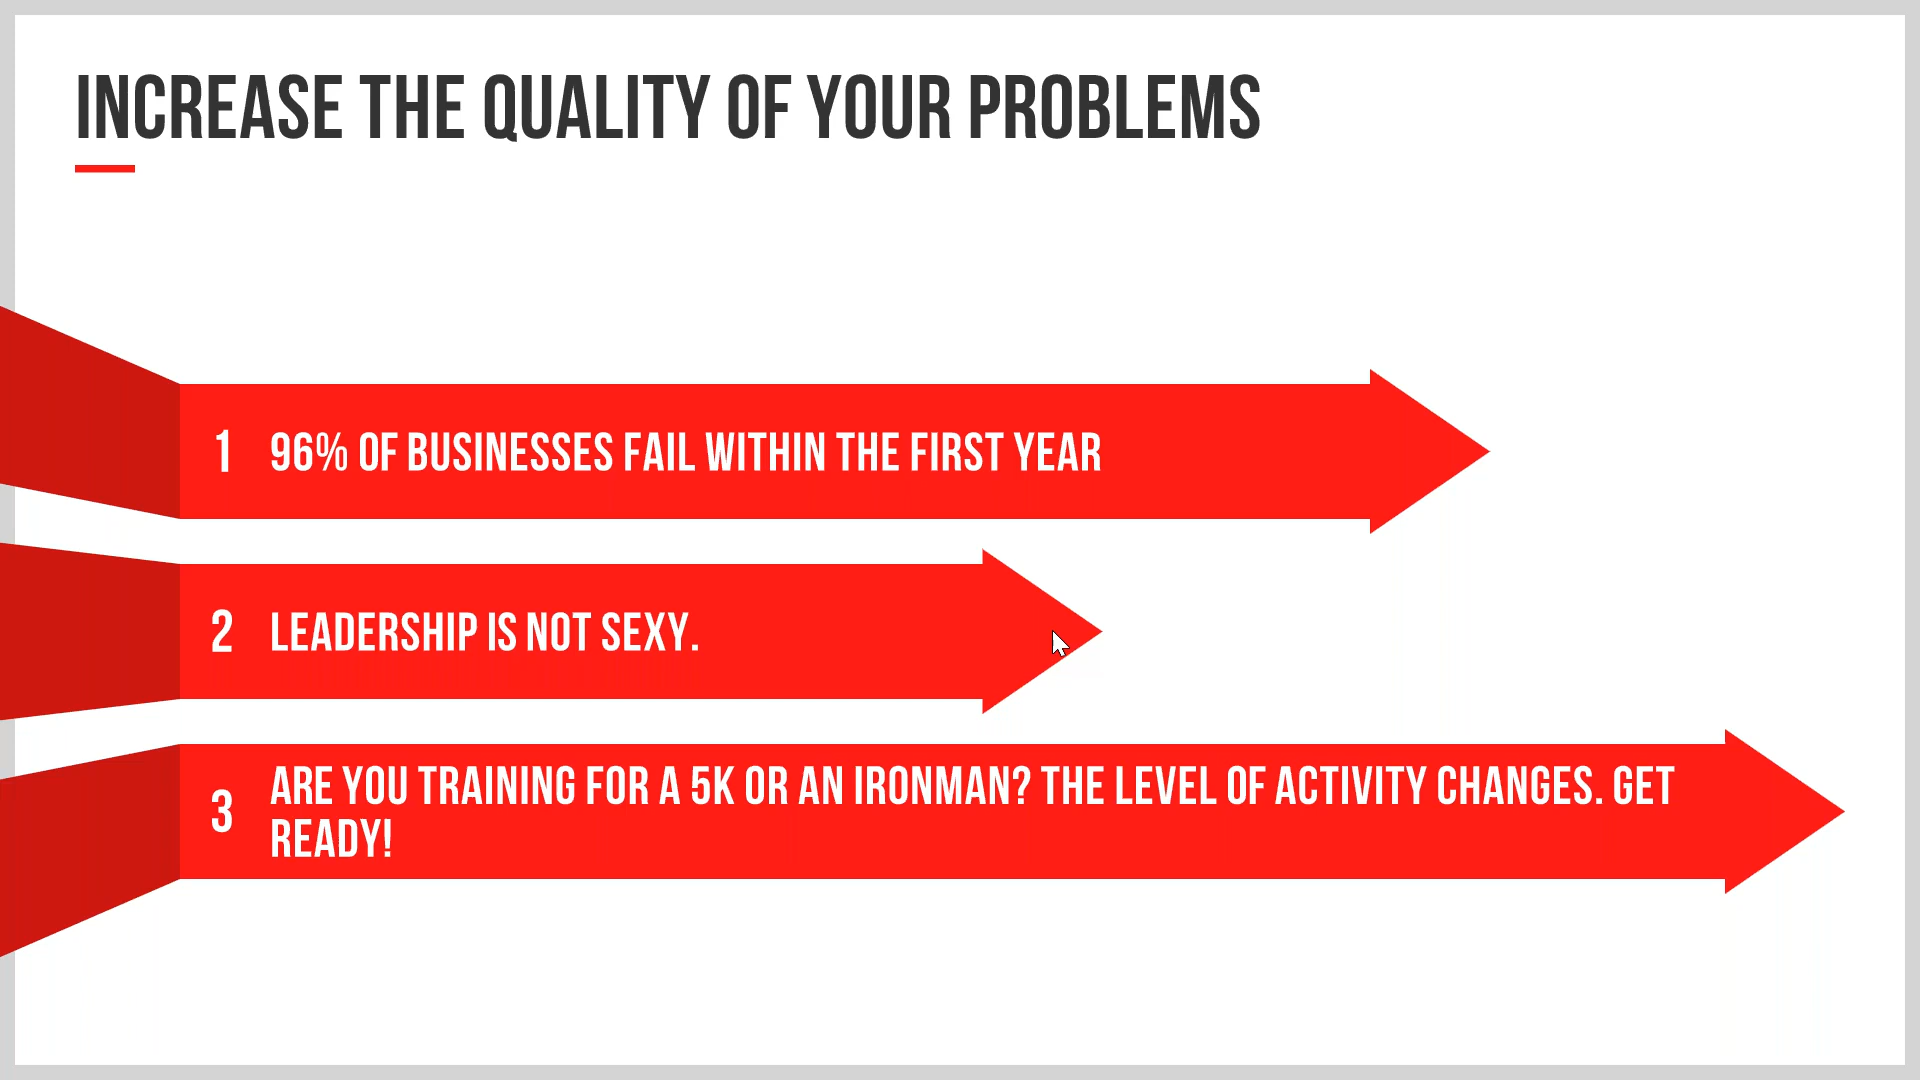 INCREASE THE QUALITY OF YOUR PROBLEMS
1 96% OF BUSINESSES FAIL WITHIN THE FIRST YEAR
2 LEADERSHIP IS NOT SEXY.
3 ARE YOU TRAINING FOR A 5K OR AN IRONMAN? THE LEVEL OF ACTIVITY CHANGES. GET
READY!